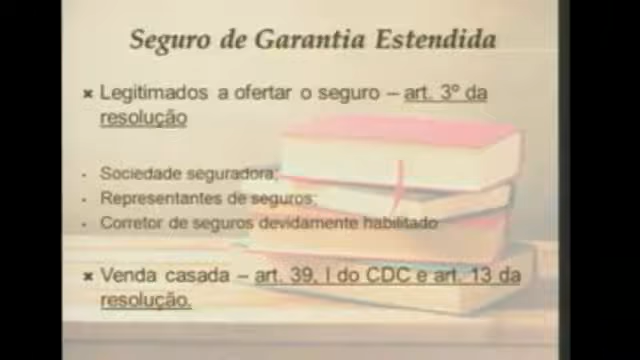 Seguro de Garantia Estendida
× Legitimados a ofertar o seguro – art. 3º da
resolução
• Sociedade seguradora;
• Representantes de seguros;
• Corretor de seguros devidamente habilitado
× Venda casada – art. 39, I do CDC e art. 13 da
resolução.